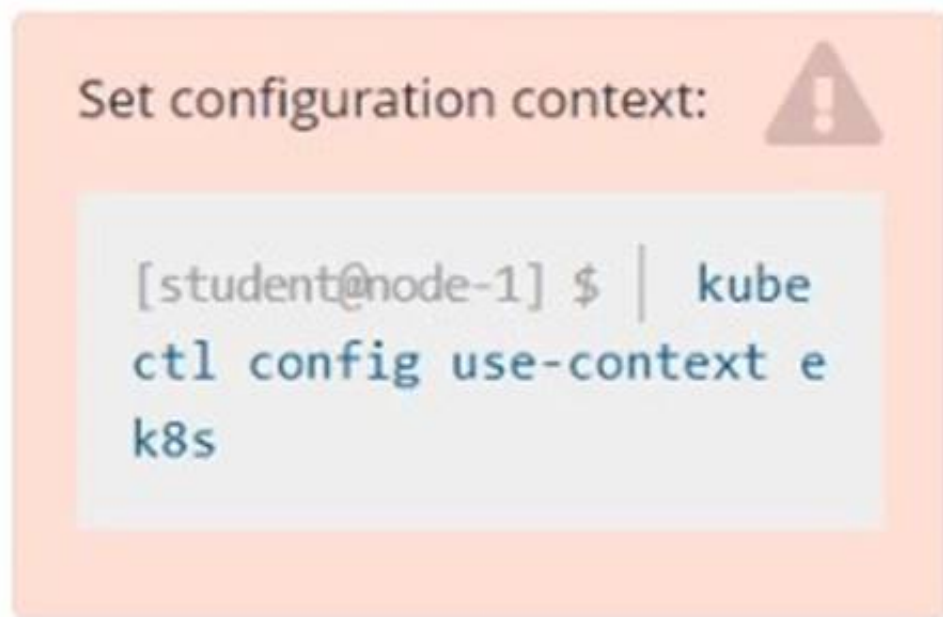 Set configuration context:
[student@node-1] $ | kube
ctl config use-context e
k8s